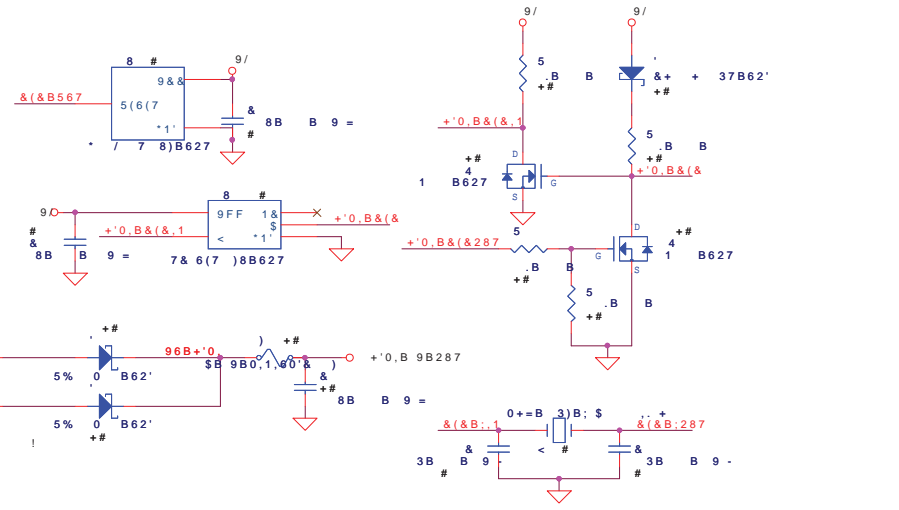 9/
9/
8 #
9/
9&&
&(&B567
5(6(7
*1'
&
8B B 9 =
#
* / 7 8)B627
5
.B B
+#
'
&+ + 37B62'
+#
+'0,B&(&,1
5
.B B
+#
+'0,B&(&
+#
4
1 B627
D
G
S
8 #
9/
9FF
1&
$
<
*1'
+'0,B&(&,1
+'0,B&(&
#
&
8B B 9 =
7& 6(7 )8B627
+'0,B&(&287
5
.B B
+#
D
G
S
+#
4
1 B627
5
.B B
+#
+#
'
96B+'0,
5% 0 B62'
)
+#
$B 9B0,1,60'& )
+'0,B 9B287
&
+#
8B B 9 =
'
5% 0 B62'
+#
!
0+=B 3)B; $ ,. +
&(&B;,1
&(&B;287
< #
&
3B B 9 -
#
&
3B B 9 -
#